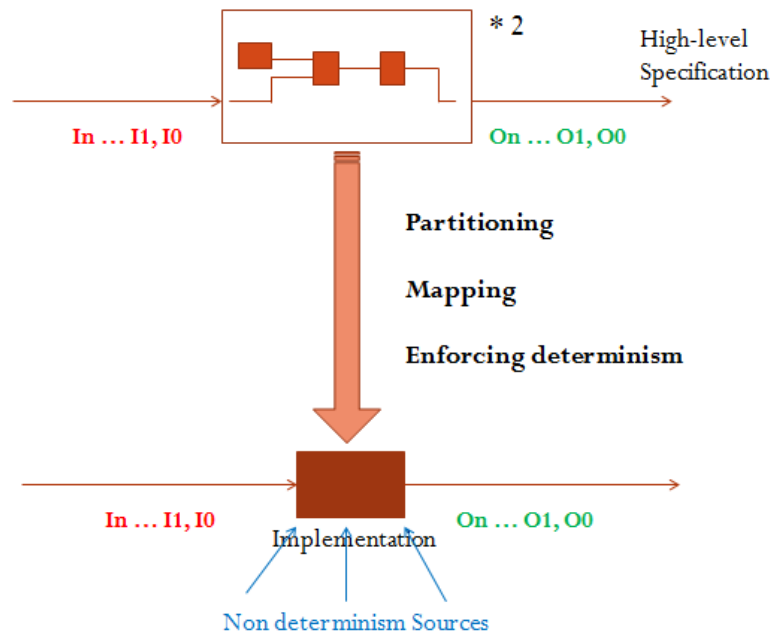 * 2
High-level
Specification
In ... I1, I0
On ... O1, O0
Partitioning
Mapping
Enforcing determinism
In ... I1, I0
On ... O1, O0
Implementation
Non determinism Sources